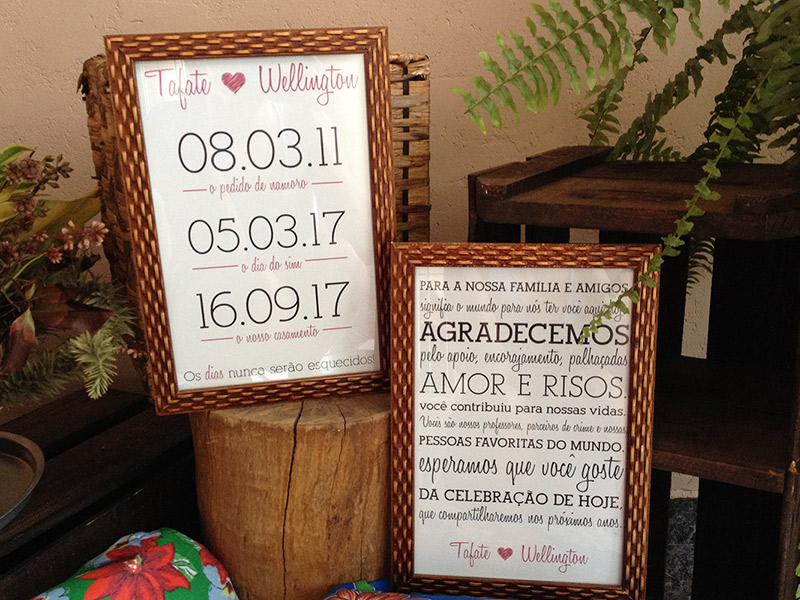 Tafate Wellington
08.03.11
o pedido de namoro
05.03.17
o dia do sim
16.09.17
o nosso casamento
Os dias nunca serão esquecidos!
PARA A NOSSA FAMÍLIA E AMIGOS
signifia o mundo para nós ter você aqui
AGRADECEMOS
pelo apoio, encorajamento, palhaçadas
AMOR E RISOS.
você contribuiu para nossas vidas.
Vocês são nossos professores, parceiros de crime e nossas
PESSOAS FAVORITAS DO MUNDO.
esperamos que você goste
DA CELEBRAÇÃO DE HOJE,
que compartilharemos nos próximos anos.
Tafate Wellington